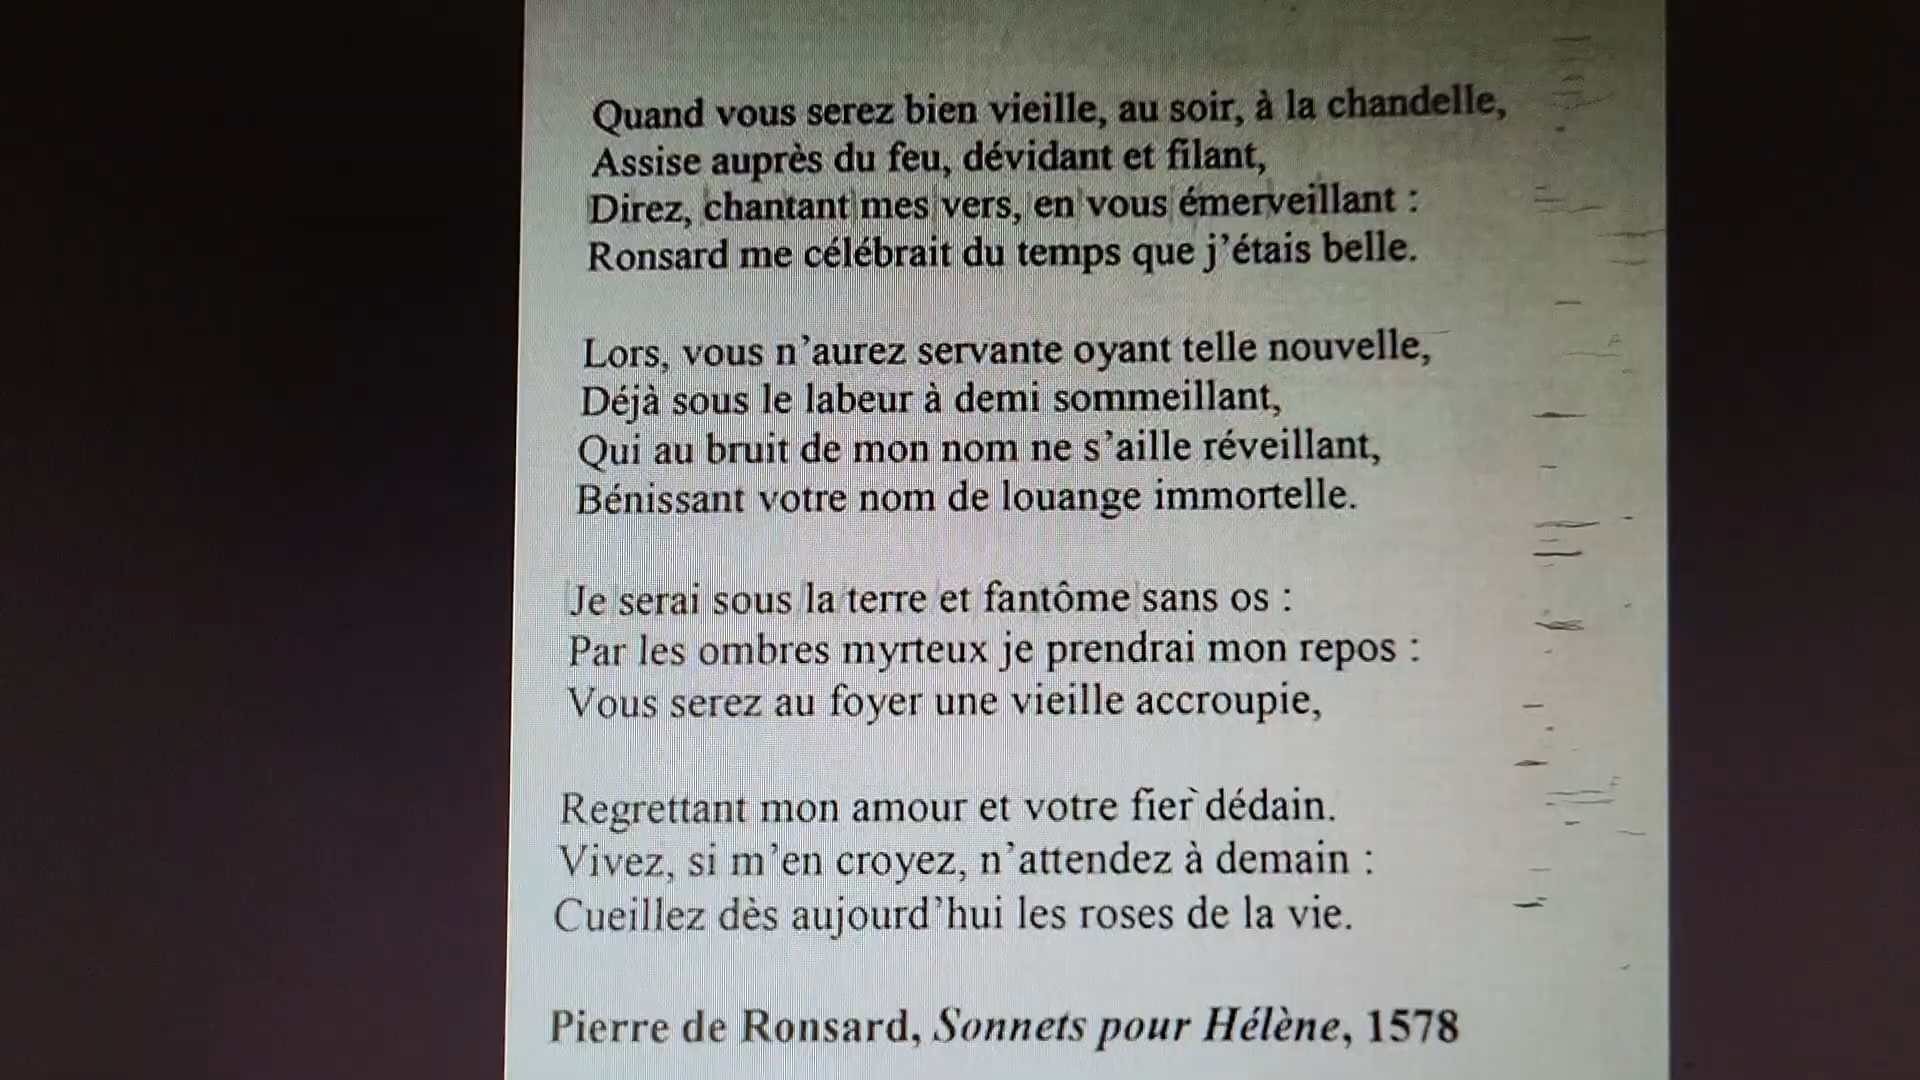 Quand vous serez bien vieille, au soir, à la chandelle,
Assise auprès du feu, dévidant et filant,
Direz, chantant mes vers, en vous émerveillant :
Ronsard me célébrait du temps que j’étais belle.
Lors, vous n’aurez servante oyant telle nouvelle,
Déjà sous le labeur à demi sommeillant,
Qui au bruit de mon nom ne s’aille réveillant,
Bénissant votre nom de louange immortelle.
Je serai sous la terre et fantôme sans os :
Par les ombres myrteux je prendrai mon repos :
Vous serez au foyer une vieille accroupie,
Regrettant mon amour et votre fier dédain.
Vivez, si m’en croyez, n’attendez à demain :
Cueillez dès aujourd’hui les roses de la vie.
Pierre de Ronsard, Sonnets pour Hélène, 1578